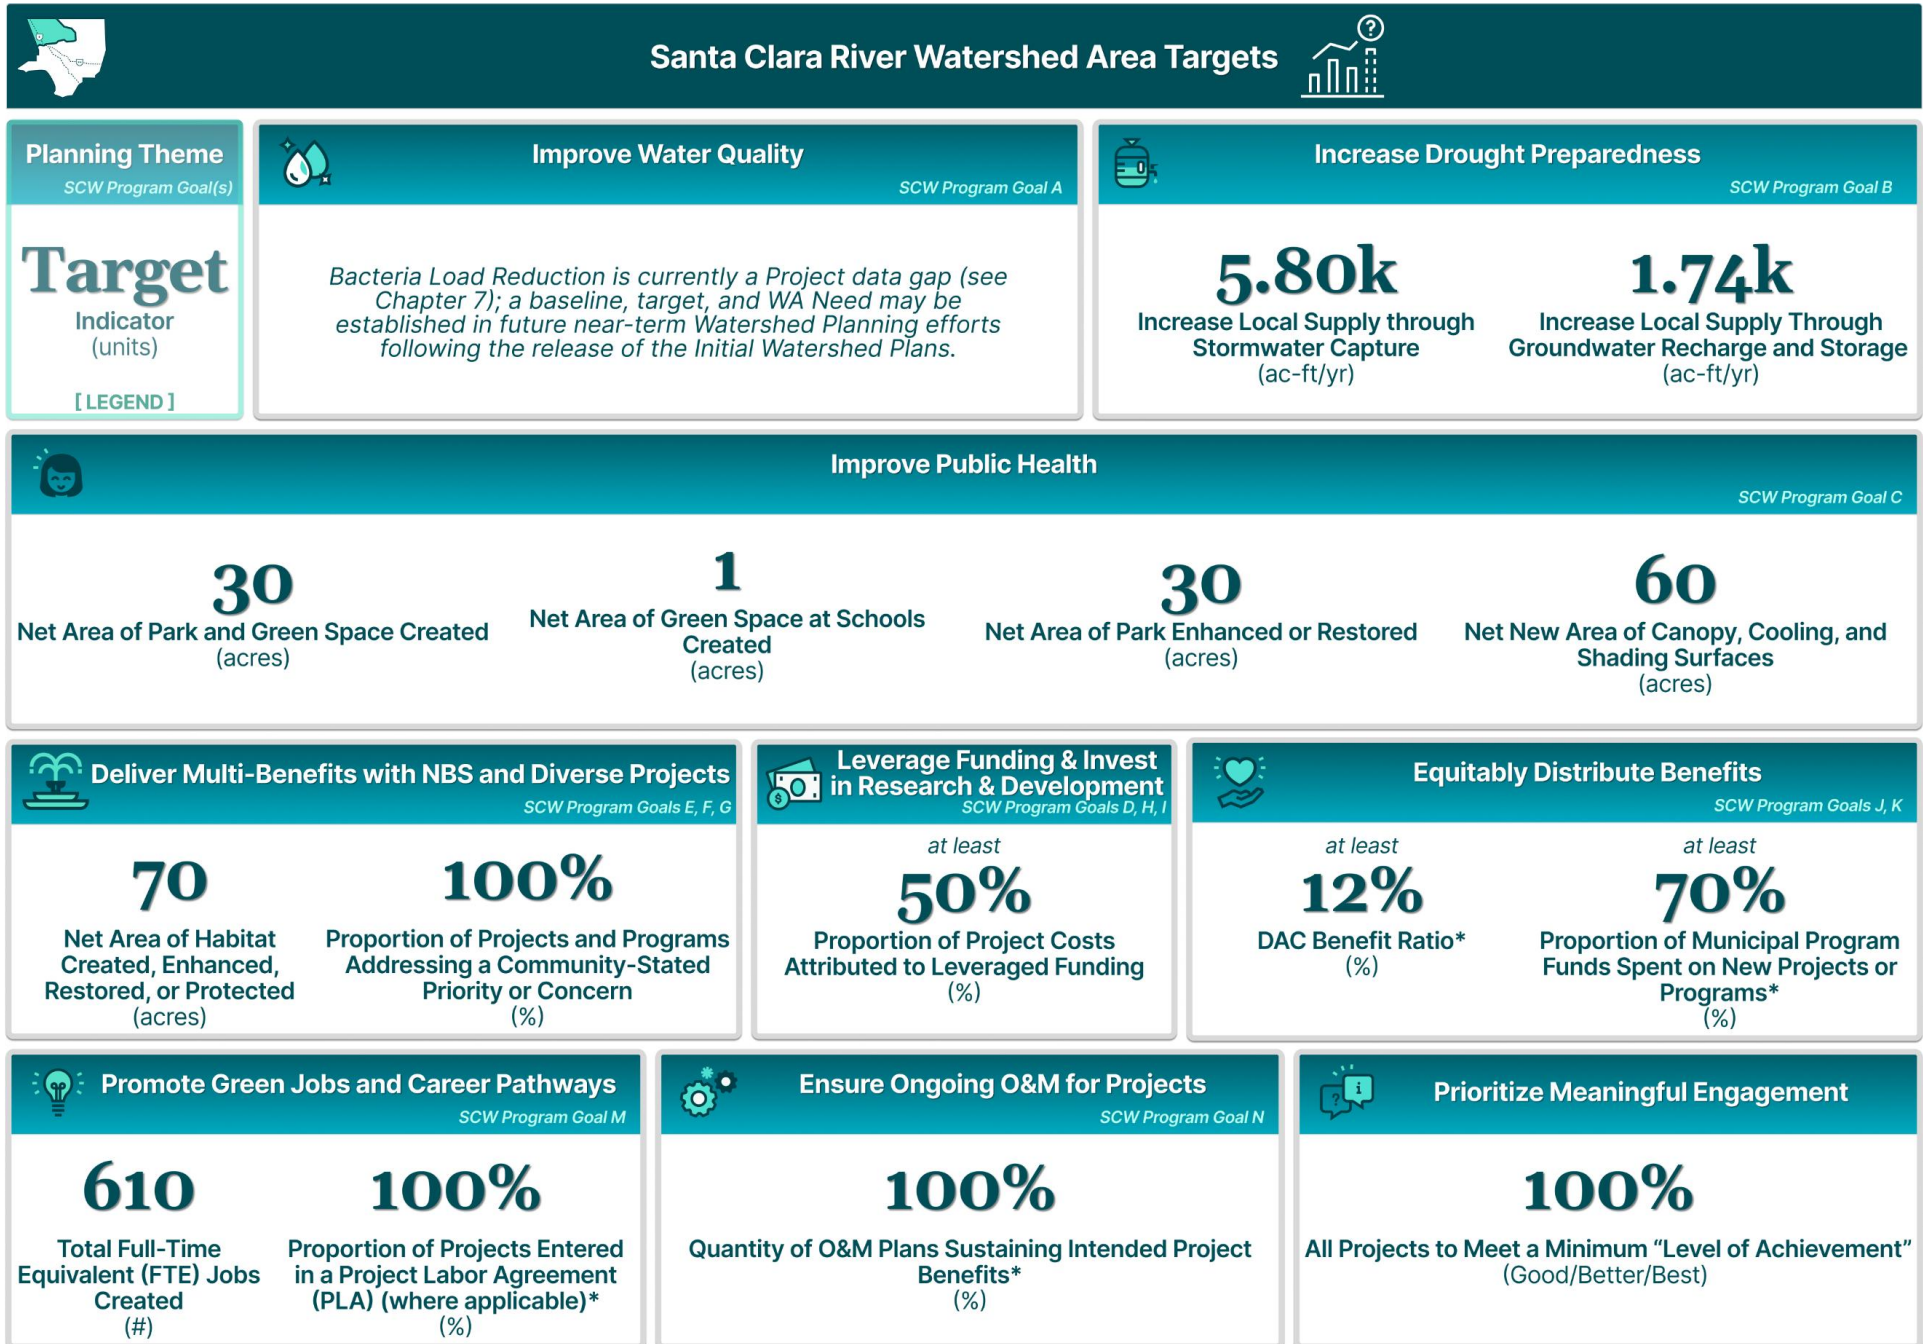 Santa Clara River Watershed Area Targets
?
Planning Theme
SCW Program Goal(s)
Target
Indicator
(units)
[ LEGEND ]
Improve Water Quality
SCW Program Goal A
Bacteria Load Reduction is currently a Project data gap (see
Chapter 7); a baseline, target, and WA Need may be
established in future near-term Watershed Planning efforts
following the release of the Initial Watershed Plans.
Increase Drought Preparedness
SCW Program Goal B
5.80k
Increase Local Supply through
Stormwater Capture
(ac-ft/yr)
1.74k
Increase Local Supply Through
Groundwater Recharge and Storage
(ac-ft/yr)
Improve Public Health
SCW Program Goal C
30
Net Area of Park and Green Space Created
(acres)
1
Net Area of Green Space at Schools
Created
(acres)
30
Net Area of Park Enhanced or Restored
(acres)
60
Net New Area of Canopy, Cooling, and
Shading Surfaces
(acres)
Deliver Multi-Benefits with NBS and Diverse Projects
SCW Program Goals E, F, G
70
Net Area of Habitat
Created, Enhanced,
Restored, or Protected
(acres)
100%
Proportion of Projects and Programs
Addressing a Community-Stated
Priority or Concern
(%)
Leverage Funding & Invest
in Research & Development
SCW Program Goals D, H, I
at least
50%
Proportion of Project Costs
Attributed to Leveraged Funding
(%)
Equitably Distribute Benefits
SCW Program Goals J, K
at least
12%
DAC Benefit Ratio*
(%)
at least
70%
Proportion of Municipal Program
Funds Spent on New Projects or
Programs*
(%)
Promote Green Jobs and Career Pathways
SCW Program Goal M
610
Total Full-Time
Equivalent (FTE) Jobs
Created
(#)
100%
Proportion of Projects Entered
in a Project Labor Agreement
(PLA) (where applicable)*
(%)
Ensure Ongoing O&M for Projects
SCW Program Goal N
100%
Quantity of O&M Plans Sustaining Intended Project
Benefits*
(%)
Prioritize Meaningful Engagement
100%
All Projects to Meet a Minimum “Level of Achievement”
(Good/Better/Best)